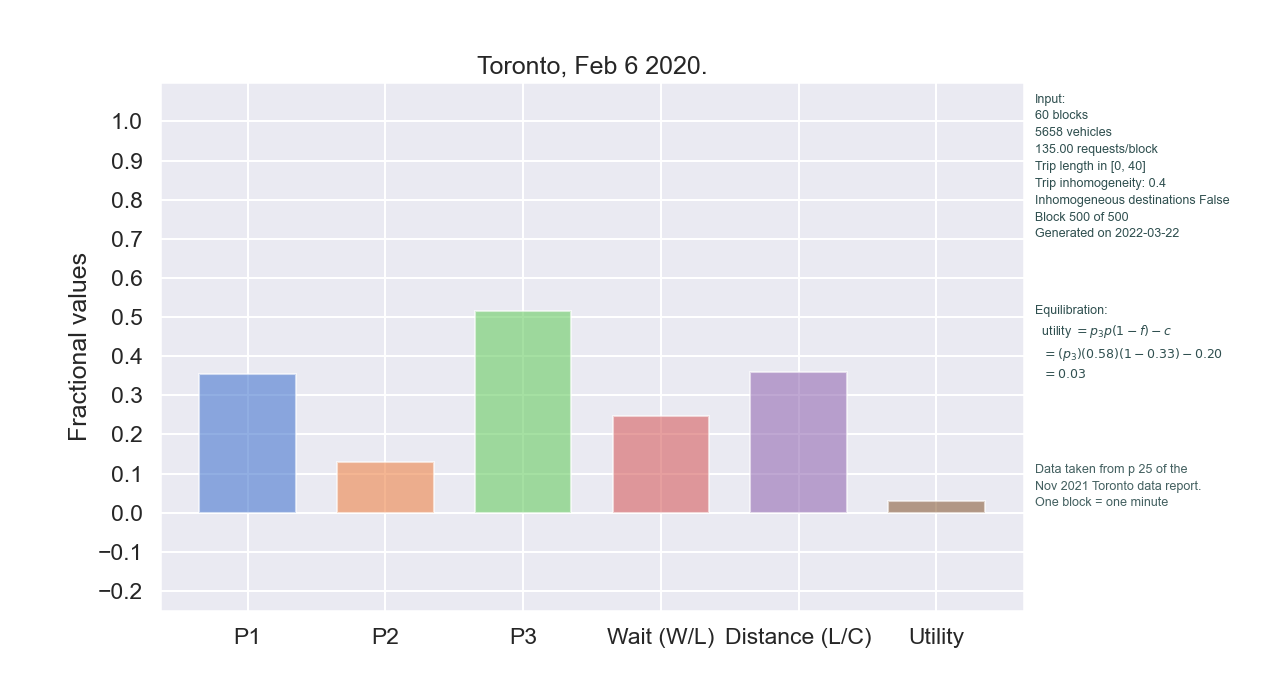 Toronto, Feb 6 2020.
Fractional values
1.0
0.9
0.8
0.7
0.6
0.5
0.4
0.3
0.2
0.1
0.0
−0.1
−0.2
P1 P2 P3 Wait (W/L) Distance (L/C) Utility
Input:
60 blocks
5658 vehicles
135.00 requests/block
Trip length in [0, 40]
Trip inhomogeneity: 0.4
Inhomogeneous destinations False
Block 500 of 500
Generated on 2022-03-22
Equilibration:
utility = p₃p(1 − f) − c
= (p₃)(0.58)(1 − 0.33) − 0.20
= 0.03
Data taken from p 25 of the
Nov 2021 Toronto data report.
One block = one minute